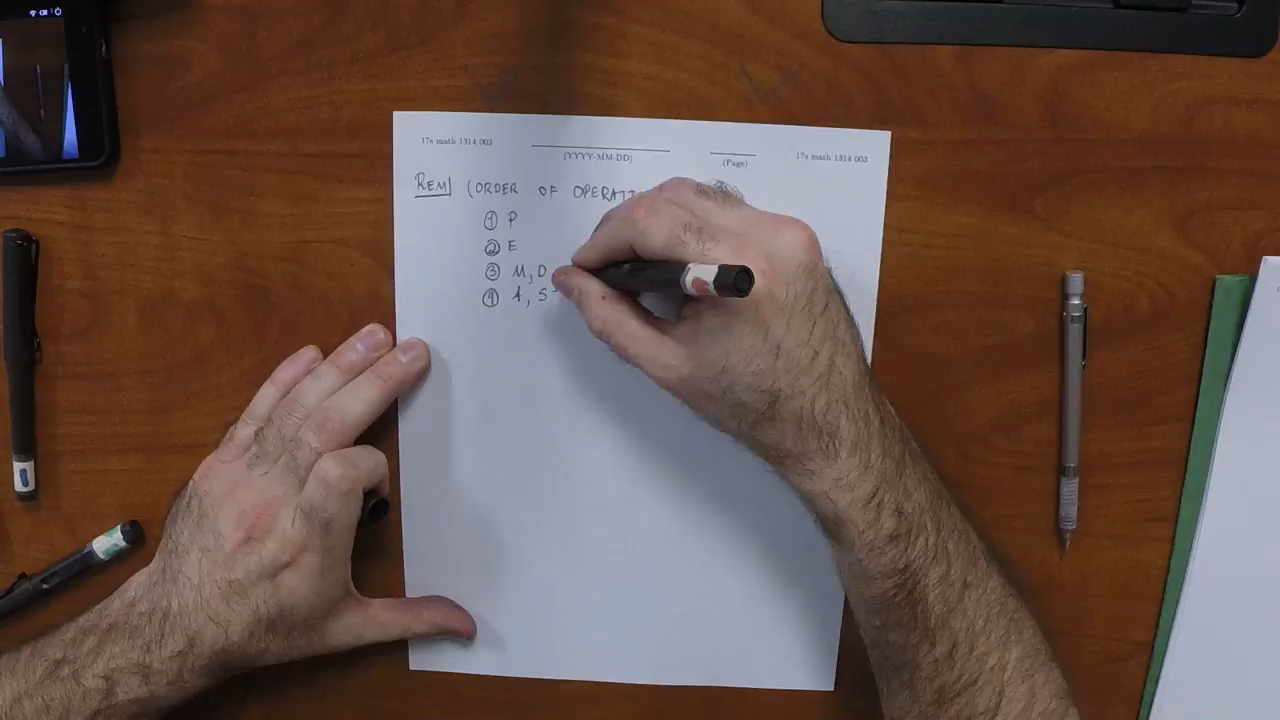 17s math 1314 003 (YYYY-MM-DD) (Page) 17s math 1314 003
REM (ORDER OF
① P
② E
③ M, D
④ A, S